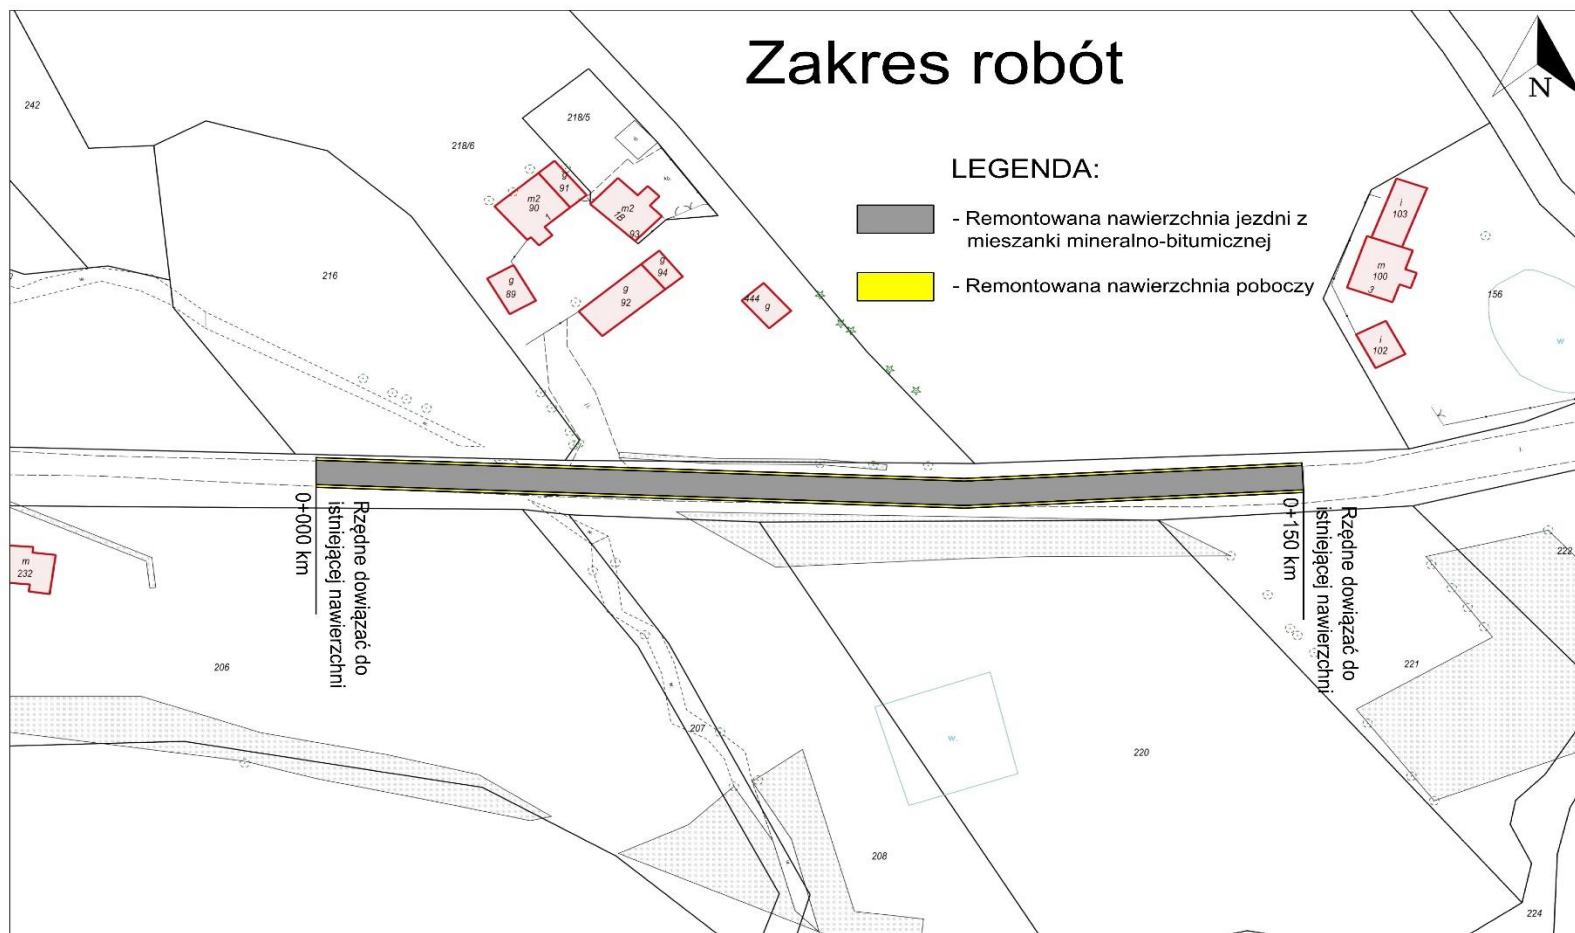 Zakres robót
N
LEGENDA:
- Remontowana nawierzchnia jezdni z
mieszanki mineralno-bitumicznej
- Remontowana nawierzchnia poboczy
242
218/6
218/5
216
g
91
m2
90
1
m2
1B
93
g
89
g
92
g
94
444
g
i
103
m
100
3
i
102
156
w
Rzędne dowiązać do
istniejącej nawierzchni
0+000 km
Rzędne dowiązać do
istniejącej nawierzchni
0+150 km
m
232
206
207
208
w.
220
221
222
224